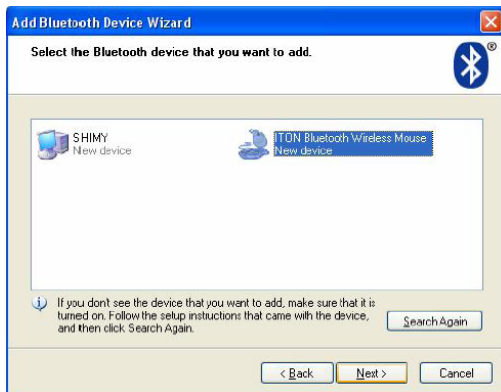 Add Bluetooth Device Wizard
Select the Bluetooth device that you want to add.
®
SHIMY
New device
ITON Bluetooth Wireless Mouse
New device
If you don't see the device that you want to add, make sure that it is
turned on. Follow the setup instructions that came with the device,
and then click Search Again.
Search Again
< Back
Next >
Cancel